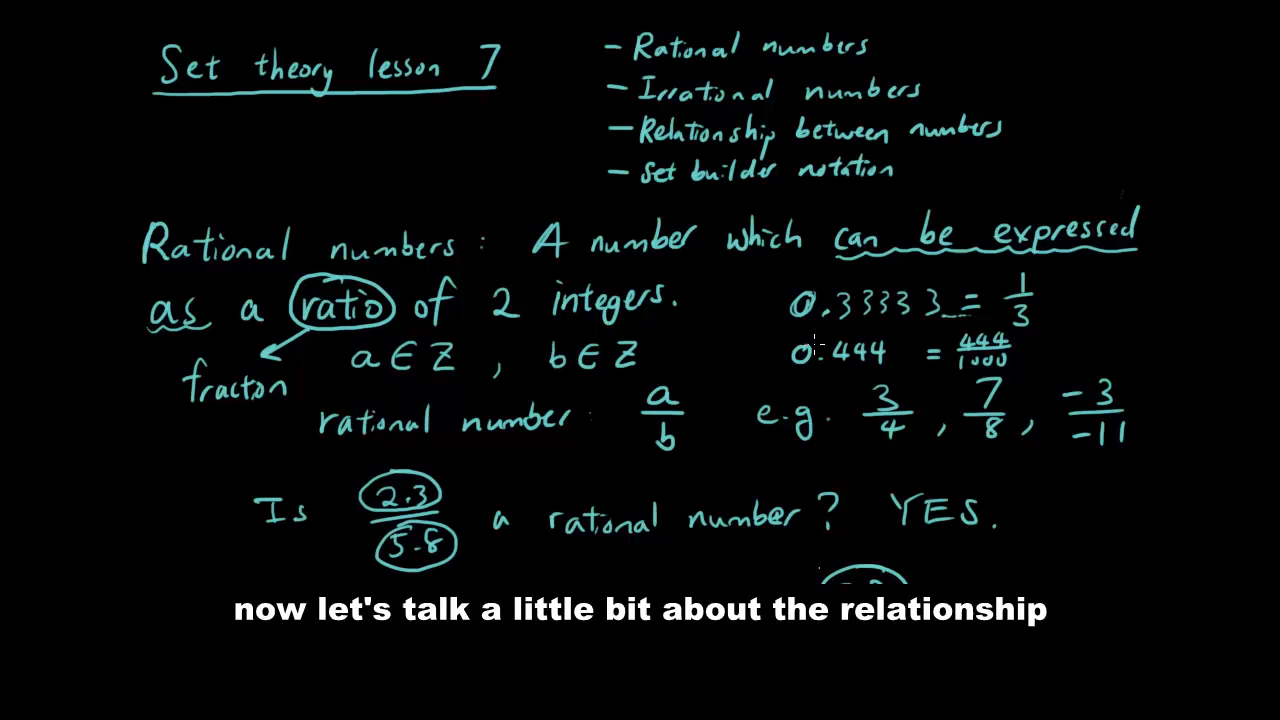 Set theory lesson 7
- Rational numbers
- Irrational numbers
- Relationship between numbers
- Set builder notation
Rational numbers: A number which can be expressed
as a ratio of 2 integers.
0.33333_ = 1/3
fracton
a ∈ Z , b ∈ Z
0.444 = 444/1000
rational number: a/b e.g. 3/4, 7/8, -3/-11
Is 2.3/5.8 a rational number? YES.
now let's talk a little bit about the relationship